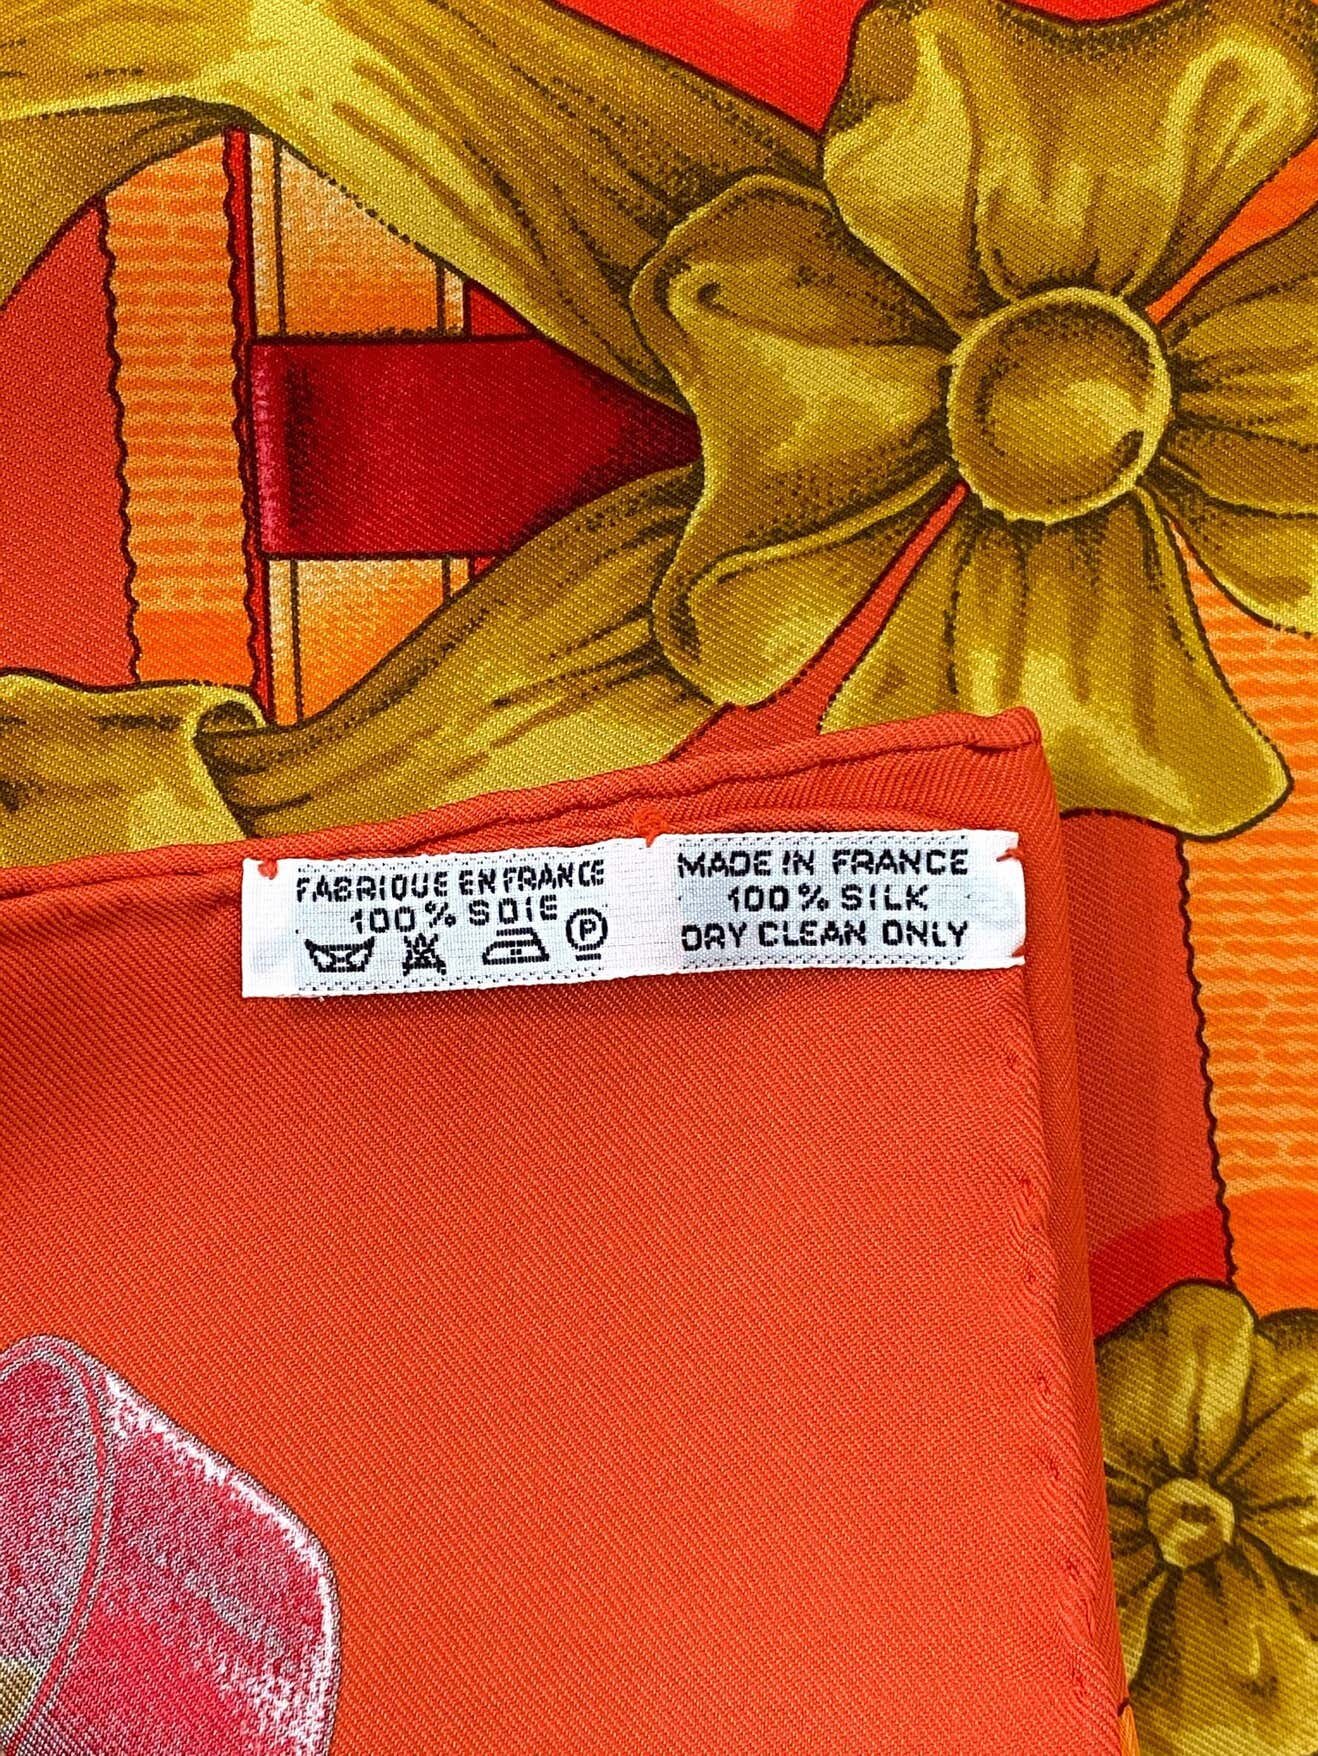 FABRIQUE EN FRANCE
100% SOIE
P
MADE IN FRANCE
100% SILK
DRY CLEAN ONLY